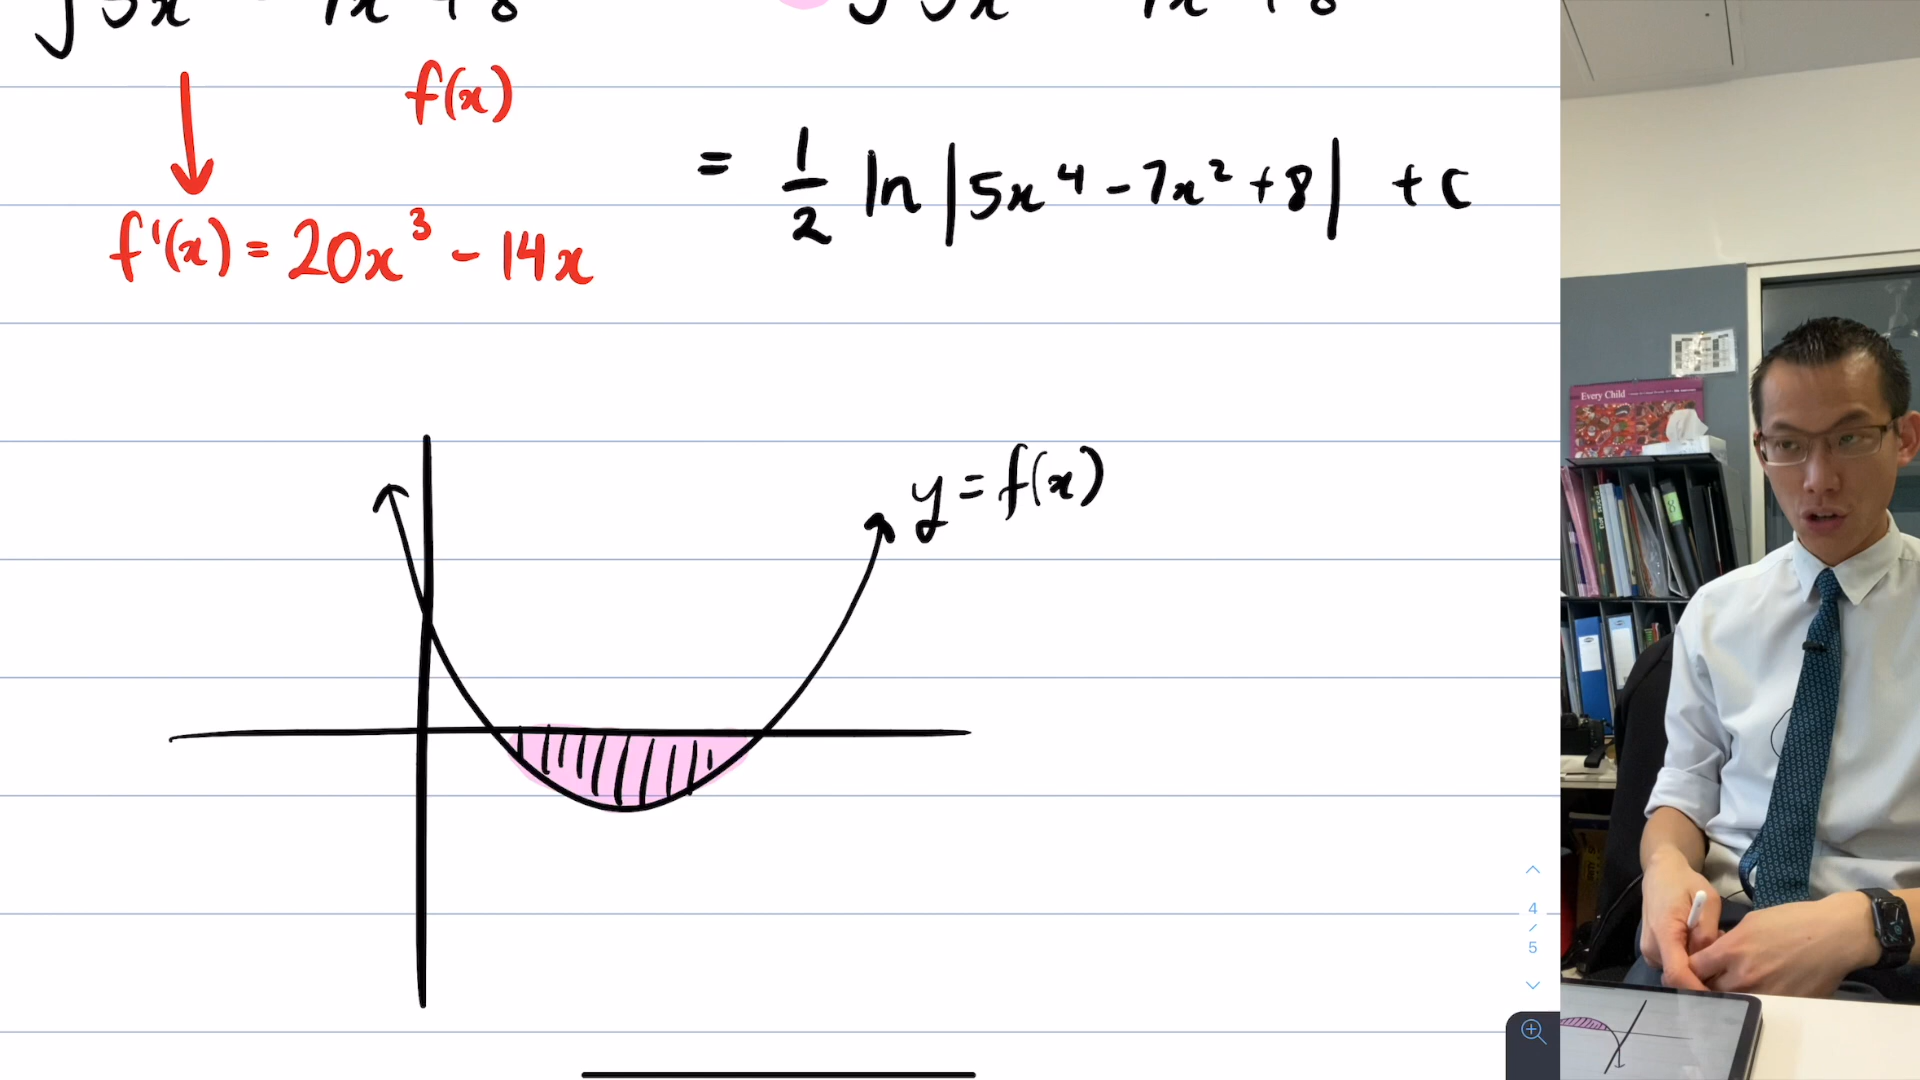 f(x)
= 1/2 ln |5x⁴ - 7x² + 8| + c
f'(x) = 20x³ - 14x
y = f(x)
Every Child
4
/
5